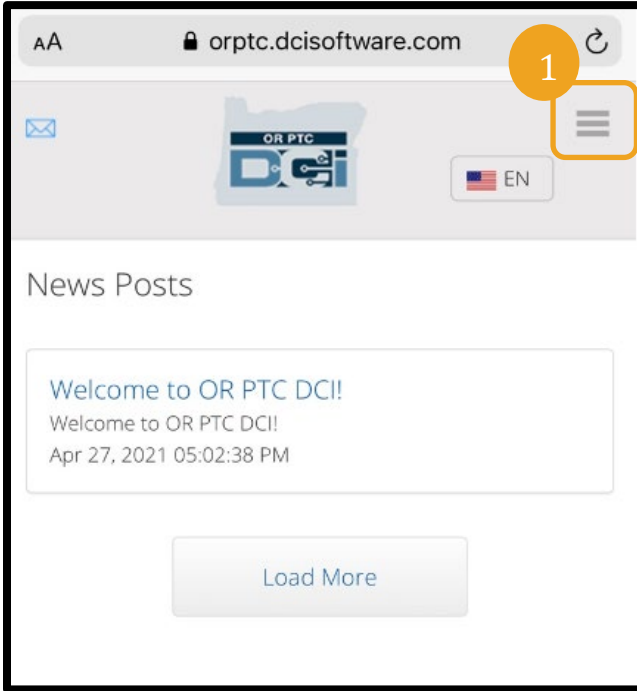 AA orptc.dcisoftware.com
1
OR PTC
DCi
EN
News Posts
Welcome to OR PTC DCI!
Welcome to OR PTC DCI!
Apr 27, 2021 05:02:38 PM
Load More